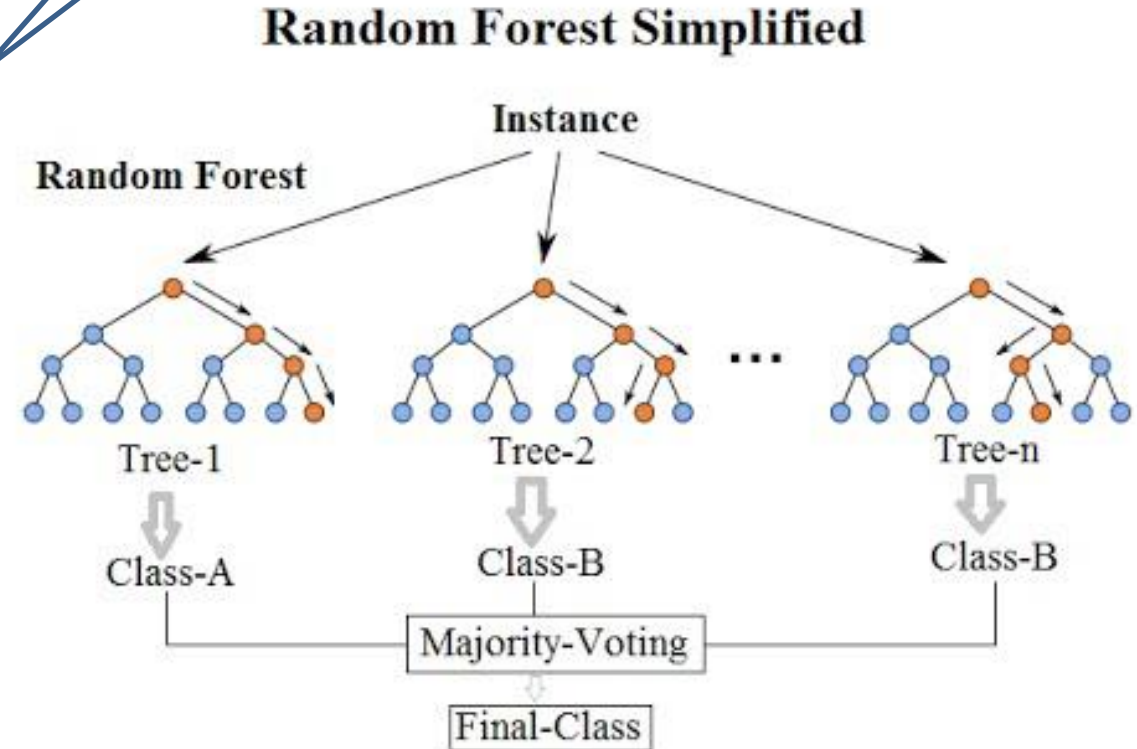 Random Forest Simplified
Instance
Random Forest
...
Tree-1
Tree-2
Tree-n
Class-A
Class-B
Class-B
Majority-Voting
Final-Class